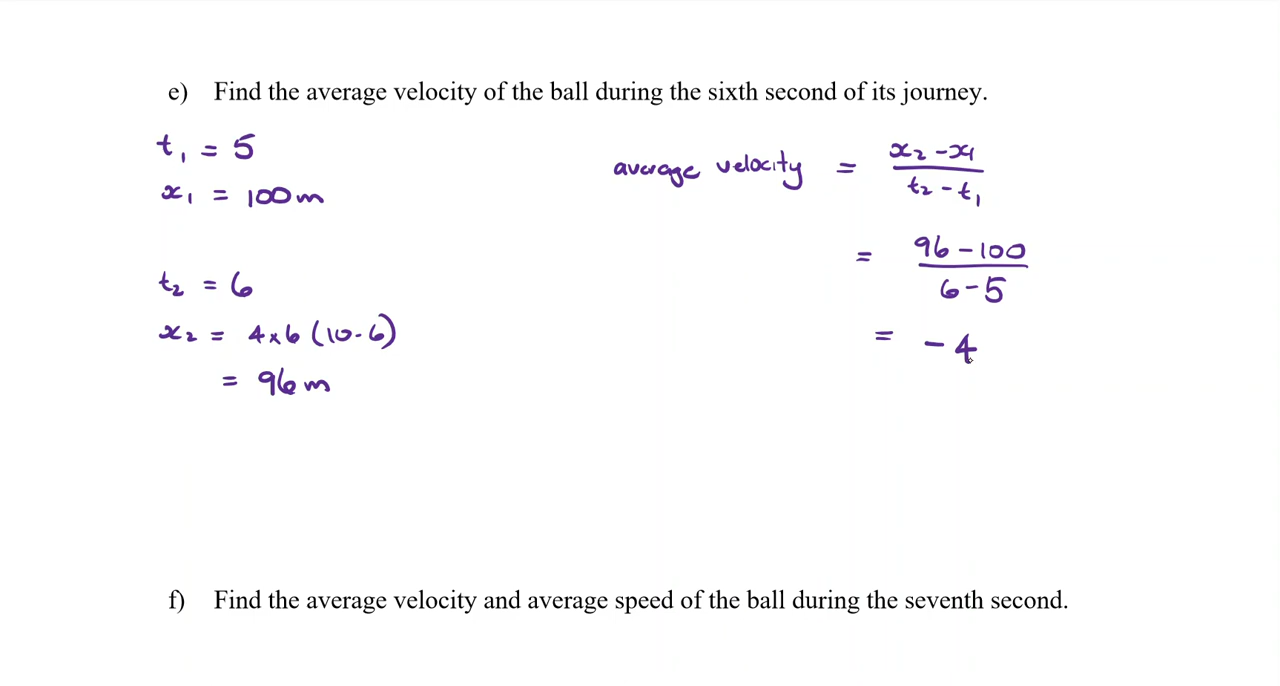 e) Find the average velocity of the ball during the sixth second of its journey.
t₁ = 5
x₁ = 100m
t₂ = 6
x₂ = 4×6 (10-6)
= 96m
average velocity = (x₂ - x₁)/(t₂ - t₁)
= (96 - 100)/(6 - 5)
= -4
f) Find the average velocity and average speed of the ball during the seventh second.